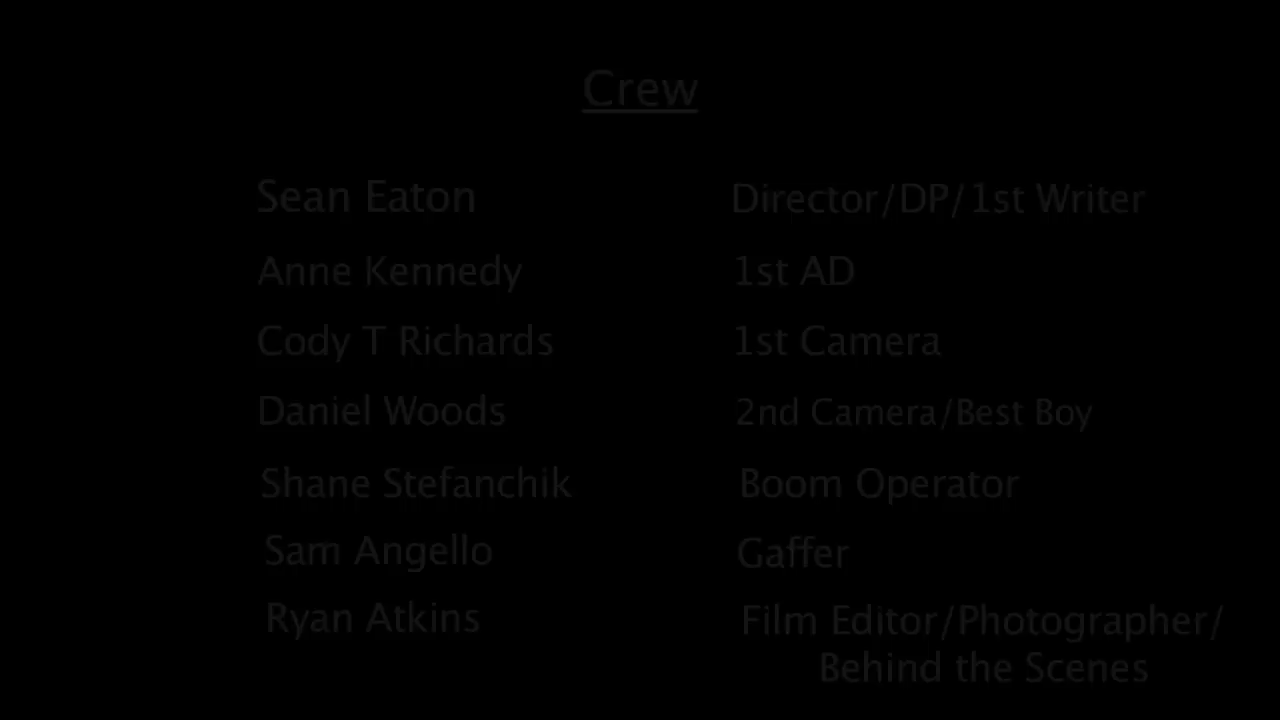 Crew
Sean Eaton Director/DP/1st Writer
Anne Kennedy 1st AD
Cody T Richards 1st Camera
Daniel Woods 2nd Camera/Best Boy
Shane Stefanchik Boom Operator
Sam Angello Gaffer
Ryan Atkins Film Editor/Photographer/
Behind the Scenes